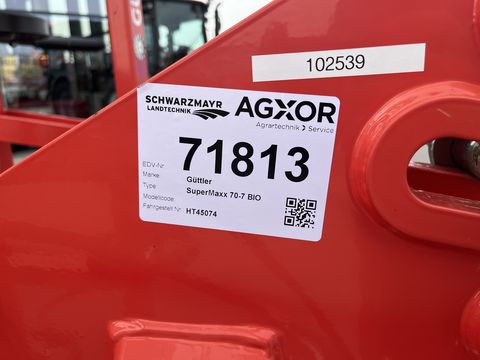 GÜ
102539
SCHWARZMAYR
LANDTECHNIK
AGXOR
Agrartechnik Service
EDV-Nr.
71813
Marke: Güttler
Type SuperMaxx 70-7 BIO
Modellcode:
Fahrgestell Nr. HT45074